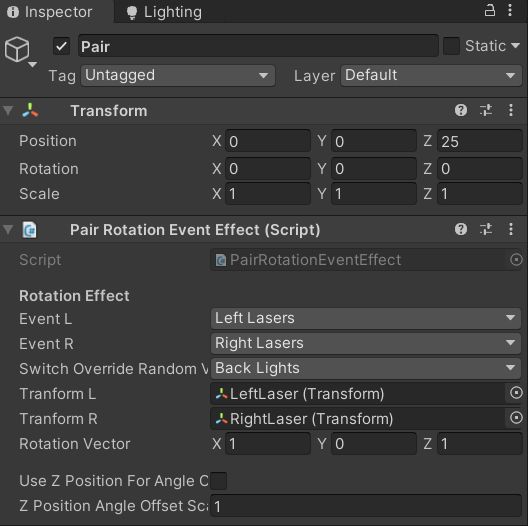 Inspector Lighting
Pair Static
Tag Untagged Layer Default
Transform
Position X 0 Y 0 Z 25
Rotation X 0 Y 0 Z 0
Scale X 1 Y 1 Z 1
Pair Rotation Event Effect (Script)
Script PairRotationEventEffect
Rotation Effect
Event L Left Lasers
Event R Right Lasers
Switch Override Random V Back Lights
Tranform L LeftLaser (Transform)
Tranform R RightLaser (Transform)
Rotation Vector X 1 Y 0 Z 1
Use Z Position For Angle O
Z Position Angle Offset Sca 1